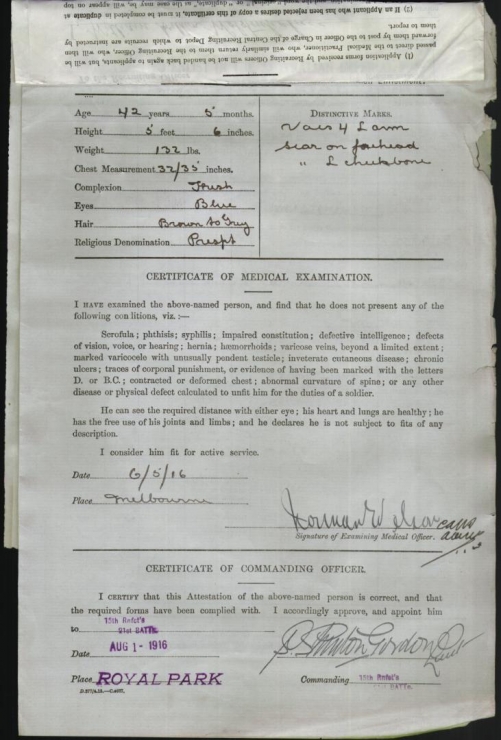 (2) If an Applicant who has been rejected desires a copy of this certificate, it must be completed in duplicate at
(1) Application forms received by Recruiting Officers will not be handed back again to applicants, but will be
passed direct to the Medical Practitioner, who will similarly return them to the Recruiting Officer, who will then
forward them by post to the Officer in Charge of the Central Recruiting Depot to which recruits are instructed by
them to report.
Age 42 years 5 months.
Height 5 feet 6 inches.
Weight 132 lbs.
Chest Measurement 32/35 inches.
Complexion Fresh
Eyes Blue
Hair Brown to Grey
Religious Denomination Presbt
DISTINCTIVE MARKS.
Vacs 4 L arm
Scar on forehead
" L cheekbone
CERTIFICATE OF MEDICAL EXAMINATION.
I HAVE examined the above-named person, and find that he does not present any of the
following conditions, viz. :—
Scrofula; phthisis; syphilis; impaired constitution; defective intelligence; defects
of vision, voice, or hearing; hernia; hæmorrhoids; varicose veins, beyond a limited extent;
marked varicocele with unusually pendent testicle; inveterate cutaneous disease; chronic
ulcers; traces of corporal punishment, or evidence of having been marked with the letters
D. or B.C.; contracted or deformed chest; abnormal curvature of spine; or any other
disease or physical defect calculated to unfit him for the duties of a soldier.
He can see the required distance with either eye; his heart and lungs are healthy; he
has the free use of his joints and limbs; and he declares he is not subject to fits of any
description.
I consider him fit for active service.
Date 6/5/16
Place Melbourne
Norman
Signature of Examining Medical Officer.
CERTIFICATE OF COMMANDING OFFICER.
I CERTIFY that this Attestation of the above-named person is correct, and that
the required forms have been complied with. I accordingly approve, and appoint him
to 15th Rnfct's
21st BATTN.
Date AUG 1 - 1916
Gordon Lieut
Place ROYAL PARK
Commanding 15th Rnfct's
21st BATTN.